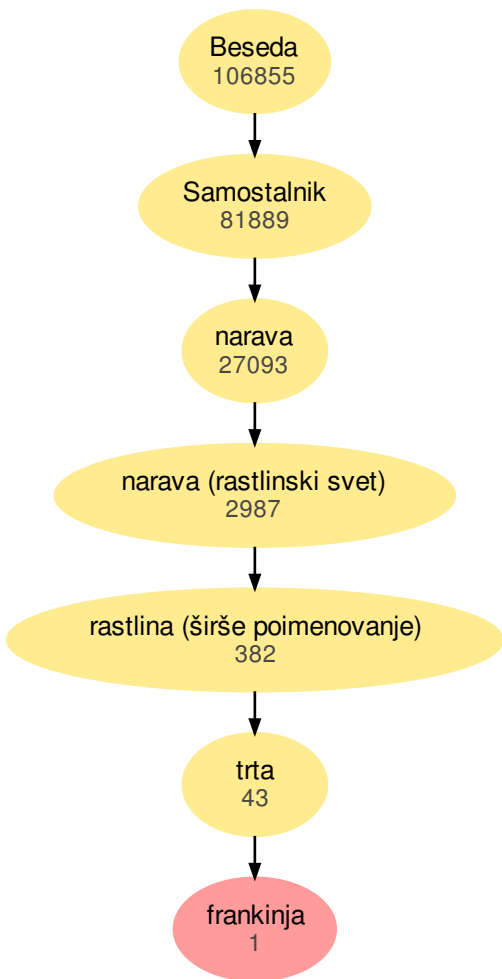 Beseda
106855
Samostalnik
81889
narava
27093
narava (rastlinski svet)
2987
rastlina (širše poimenovanje)
382
trta
43
frankinja
1